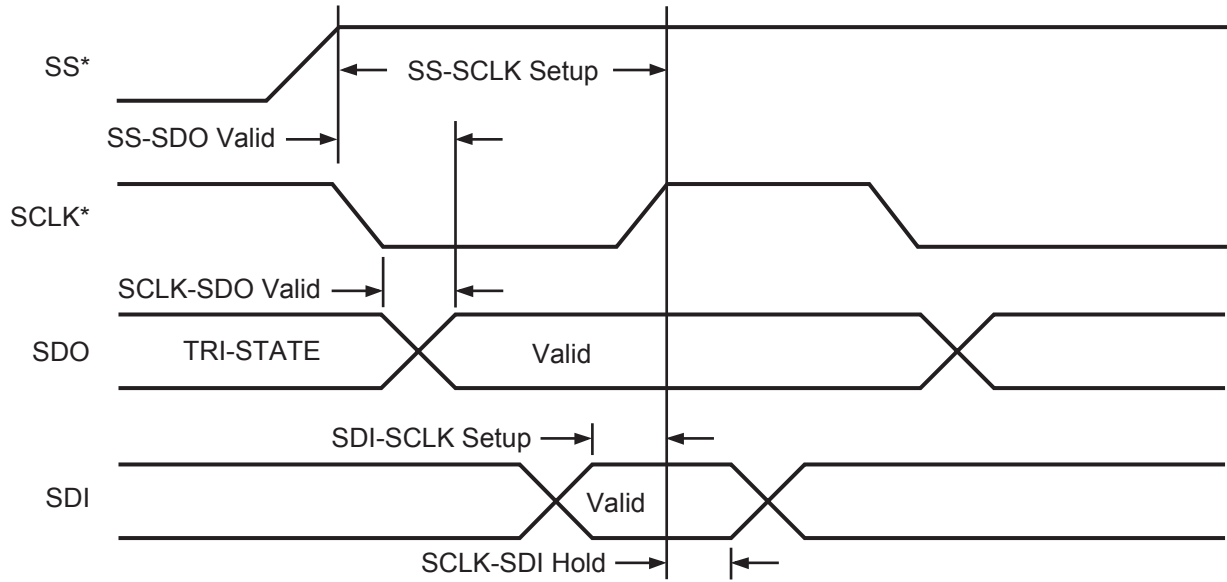 SS*
SS-SCLK Setup
SS-SDO Valid
SCLK*
SCLK-SDO Valid
SDO
TRI-STATE
Valid
SDI-SCLK Setup
SDI
Valid
SCLK-SDI Hold